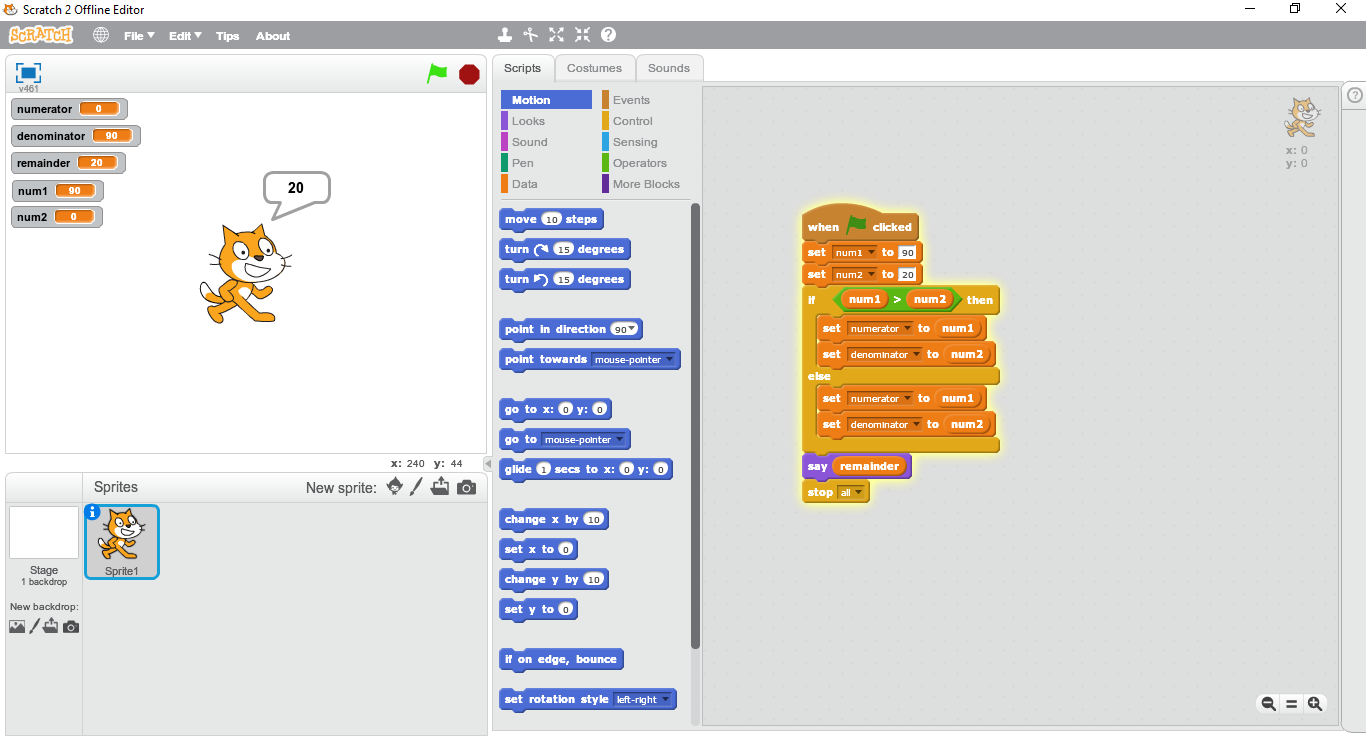 Scratch 2 Offline Editor
SCRATCH File Edit Tips About
v461
numerator 0
denominator 90
remainder 20
num1 90
num2 0
20
x: 240 y: 44
Sprites New sprite:
Sprite1
Stage
1 backdrop
New backdrop:
Scripts Costumes Sounds
Motion Events
Looks Control
Sound Sensing
Pen Operators
Data More Blocks
move 10 steps
turn 15 degrees
turn 15 degrees
point in direction 90
point towards mouse-pointer
go to x: 0 y: 0
go to mouse-pointer
glide 1 secs to x: 0 y: 0
change x by 10
set x to 0
change y by 10
set y to 0
if on edge, bounce
set rotation style left-right
x: 0
y: 0
when clicked
set num1 to 90
set num2 to 20
if num1 > num2 then
set numerator to num1
set denominator to num2
else
set numerator to num1
set denominator to num2
say remainder
stop all